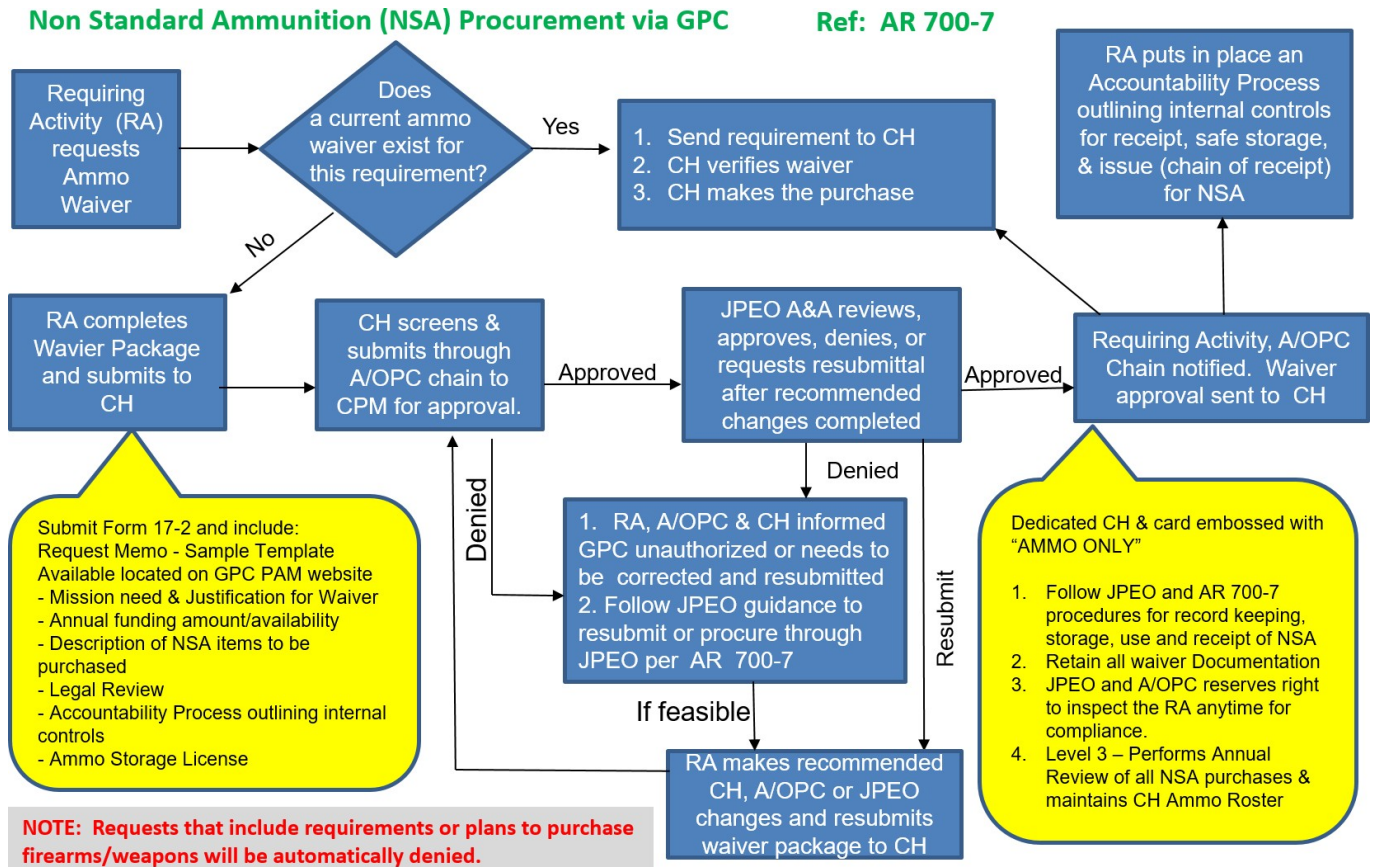 Non Standard Ammunition (NSA) Procurement via GPC
Ref: AR 700-7
Requiring
Activity (RA)
requests
Ammo
Waiver
Does
a current ammo
waiver exist for
this requirement?
Yes
1. Send requirement to CH
2. CH verifies waiver
3. CH makes the purchase
RA puts in place an
Accountability Process
outlining internal controls
for receipt, safe storage,
& issue (chain of receipt)
for NSA
No
RA completes
Wavier Package
and submits to
CH
CH screens &
submits through
A/OPC chain to
CPM for approval.
Approved
JPEO A&A reviews,
approves, denies, or
requests resubmittal
after recommended
changes completed
Approved
Requiring Activity, A/OPC
Chain notified. Waiver
approval sent to CH
Denied
Denied
Resubmit
1. RA, A/OPC & CH informed
GPC unauthorized or needs to
be corrected and resubmitted
2. Follow JPEO guidance to
resubmit or procure through
JPEO per AR 700-7
If feasible
RA makes recommended
CH, A/OPC or JPEO
changes and resubmits
waiver package to CH
Submit Form 17-2 and include:
Request Memo - Sample Template
Available located on GPC PAM website
- Mission need & Justification for Waiver
- Annual funding amount/availability
- Description of NSA items to be
purchased
- Legal Review
- Accountability Process outlining internal
controls
- Ammo Storage License
Dedicated CH & card embossed with
“AMMO ONLY”
1. Follow JPEO and AR 700-7
procedures for record keeping,
storage, use and receipt of NSA
2. Retain all waiver Documentation
3. JPEO and A/OPC reserves right
to inspect the RA anytime for
compliance.
4. Level 3 – Performs Annual
Review of all NSA purchases &
maintains CH Ammo Roster
NOTE: Requests that include requirements or plans to purchase
firearms/weapons will be automatically denied.